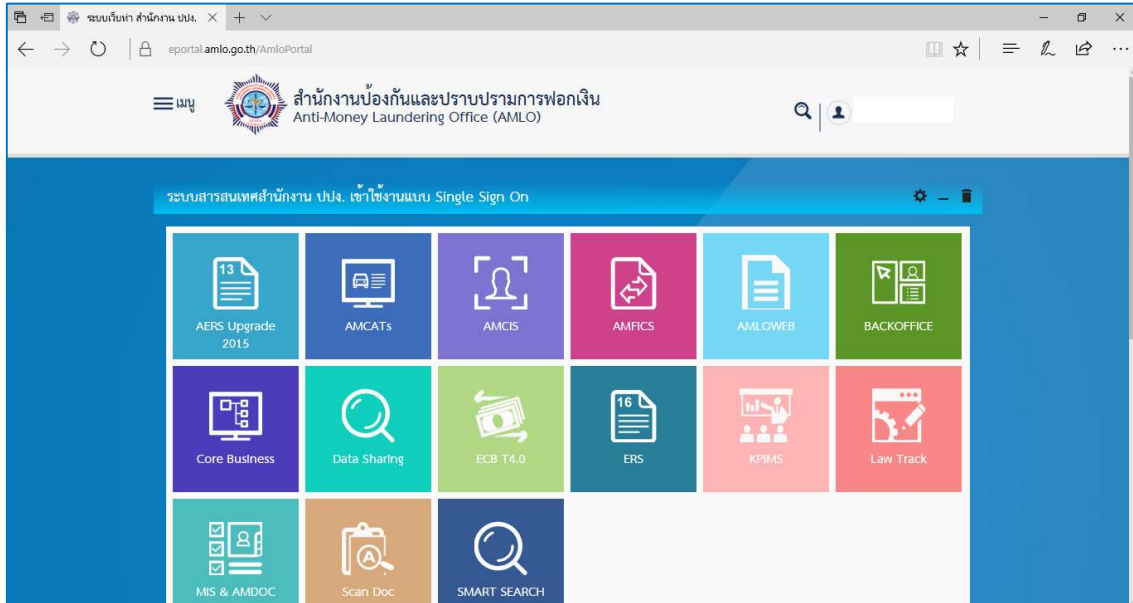 ระบบเว็บท่า สำนักงาน ปปง.
eportal.amlo.go.th/AmloPortal
เมนู
สำนักงานป้องกันและปราบปรามการฟอกเงิน
Anti-Money Laundering Office (AMLO)
ระบบสารสนเทศสำนักงาน ปปง. เข้าใช้งานแบบ Single Sign On
13
AERS Upgrade
2015
AMCATs
AMCIS
AMFICS
AMLOWEB
BACKOFFICE
Core Business
Data Sharing
ECB T4.0
16
ERS
KPIMS
Law Track
MIS & AMDOC
A
Scan Doc
SMART SEARCH